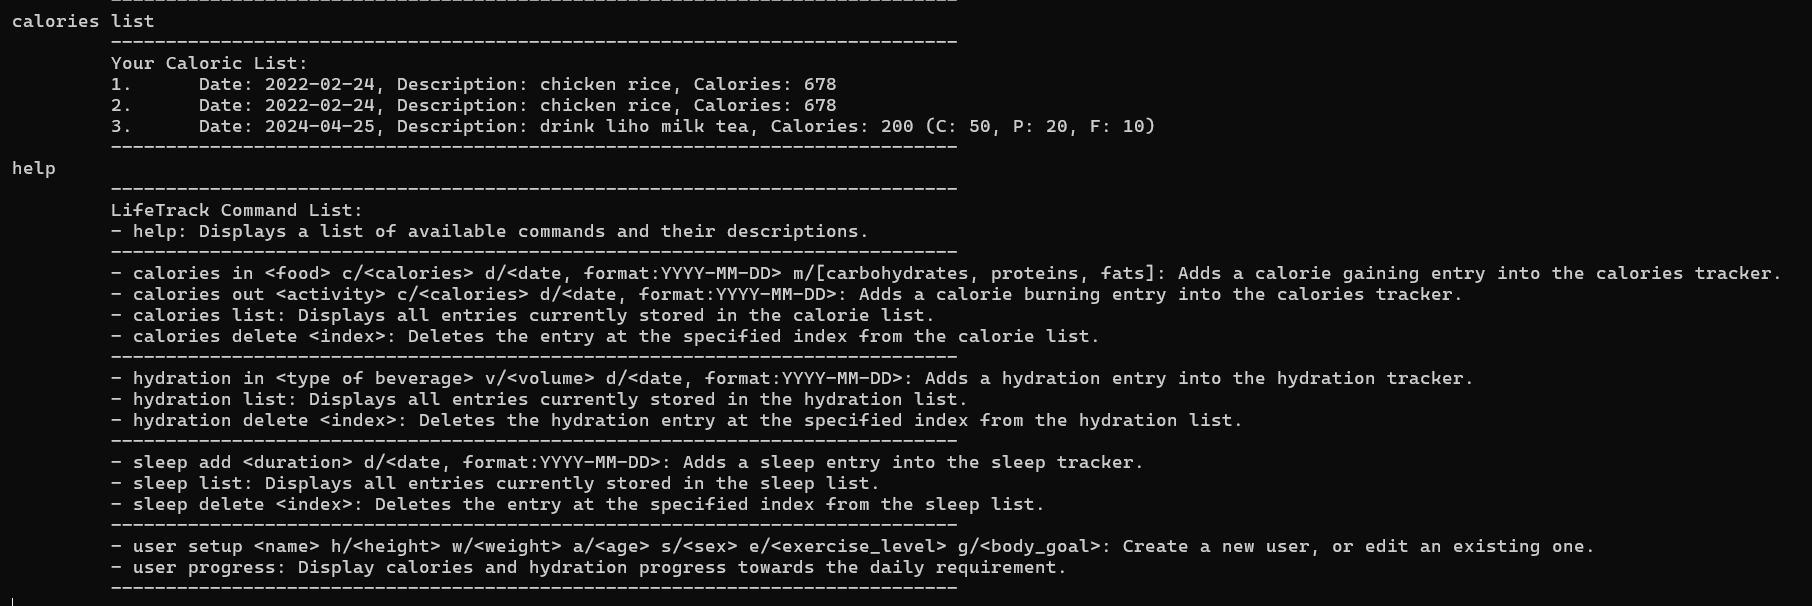 calories list
Your Caloric List:
1. Date: 2022-02-24, Description: chicken rice, Calories: 678
2. Date: 2022-02-24, Description: chicken rice, Calories: 678
3. Date: 2024-04-25, Description: drink liho milk tea, Calories: 200 (C: 50, P: 20, F: 10)
help
LifeTrack Command List:
- help: Displays a list of available commands and their descriptions.
- calories in <food> c/<calories> d/<date, format:YYYY-MM-DD> m/[carbohydrates, proteins, fats]: Adds a calorie gaining entry into the calories tracker.
- calories out <activity> c/<calories> d/<date, format:YYYY-MM-DD>: Adds a calorie burning entry into the calories tracker.
- calories list: Displays all entries currently stored in the calorie list.
- calories delete <index>: Deletes the entry at the specified index from the calorie list.
- hydration in <type of beverage> v/<volume> d/<date, format:YYYY-MM-DD>: Adds a hydration entry into the hydration tracker.
- hydration list: Displays all entries currently stored in the hydration list.
- hydration delete <index>: Deletes the hydration entry at the specified index from the hydration list.
- sleep add <duration> d/<date, format:YYYY-MM-DD>: Adds a sleep entry into the sleep tracker.
- sleep list: Displays all entries currently stored in the sleep list.
- sleep delete <index>: Deletes the entry at the specified index from the sleep list.
- user setup <name> h/<height> w/<weight> a/<age> s/<sex> e/<exercise_level> g/<body_goal>: Create a new user, or edit an existing one.
- user progress: Display calories and hydration progress towards the daily requirement.